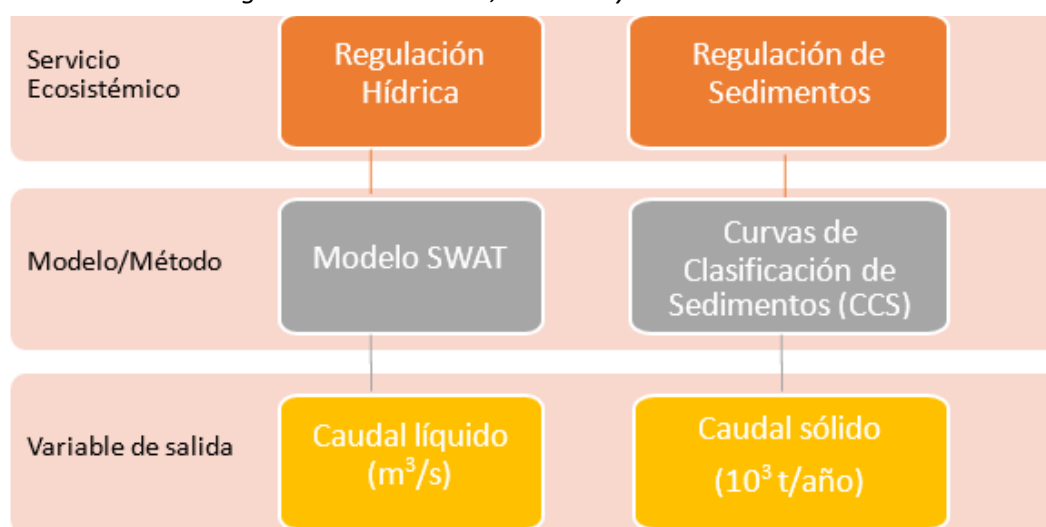 Servicio
Ecosistémico
Regulación
Hídrica
Regulación de
Sedimentos
Modelo/Método
Modelo SWAT
Curvas de
Clasificación de
Sedimentos (CCS)
Variable de salida
Caudal líquido
(m³/s)
Caudal sólido
(10³ t/año)